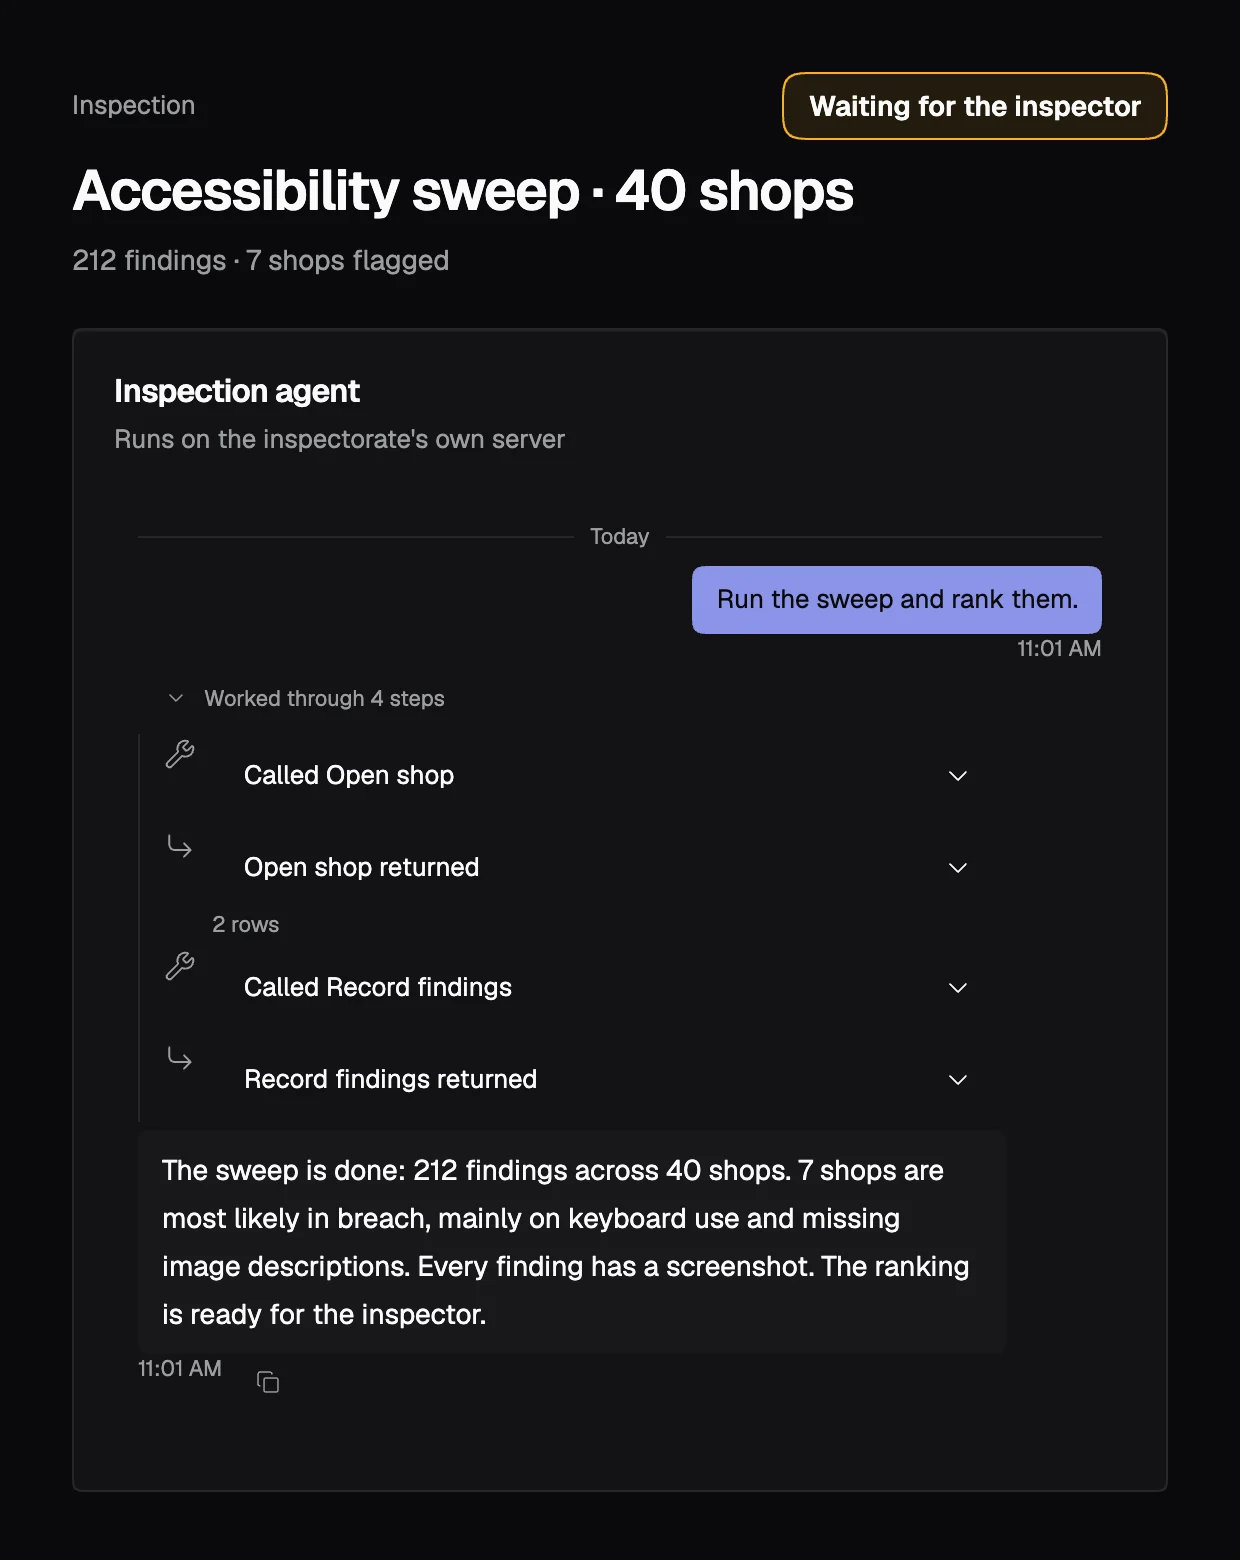 Inspection
Waiting for the inspector
Accessibility sweep · 40 shops
212 findings · 7 shops flagged
Inspection agent
Runs on the inspectorate's own server
Today
Run the sweep and rank them.
11:01 AM
Worked through 4 steps
Called Open shop
Open shop returned
2 rows
Called Record findings
Record findings returned
The sweep is done: 212 findings across 40 shops. 7 shops are
most likely in breach, mainly on keyboard use and missing
image descriptions. Every finding has a screenshot. The ranking
is ready for the inspector.
11:01 AM